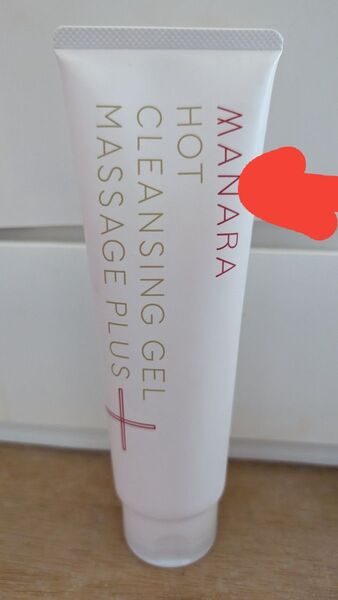 MANARA
HOT
CLEANSING GEL
MASSAGE PLUS